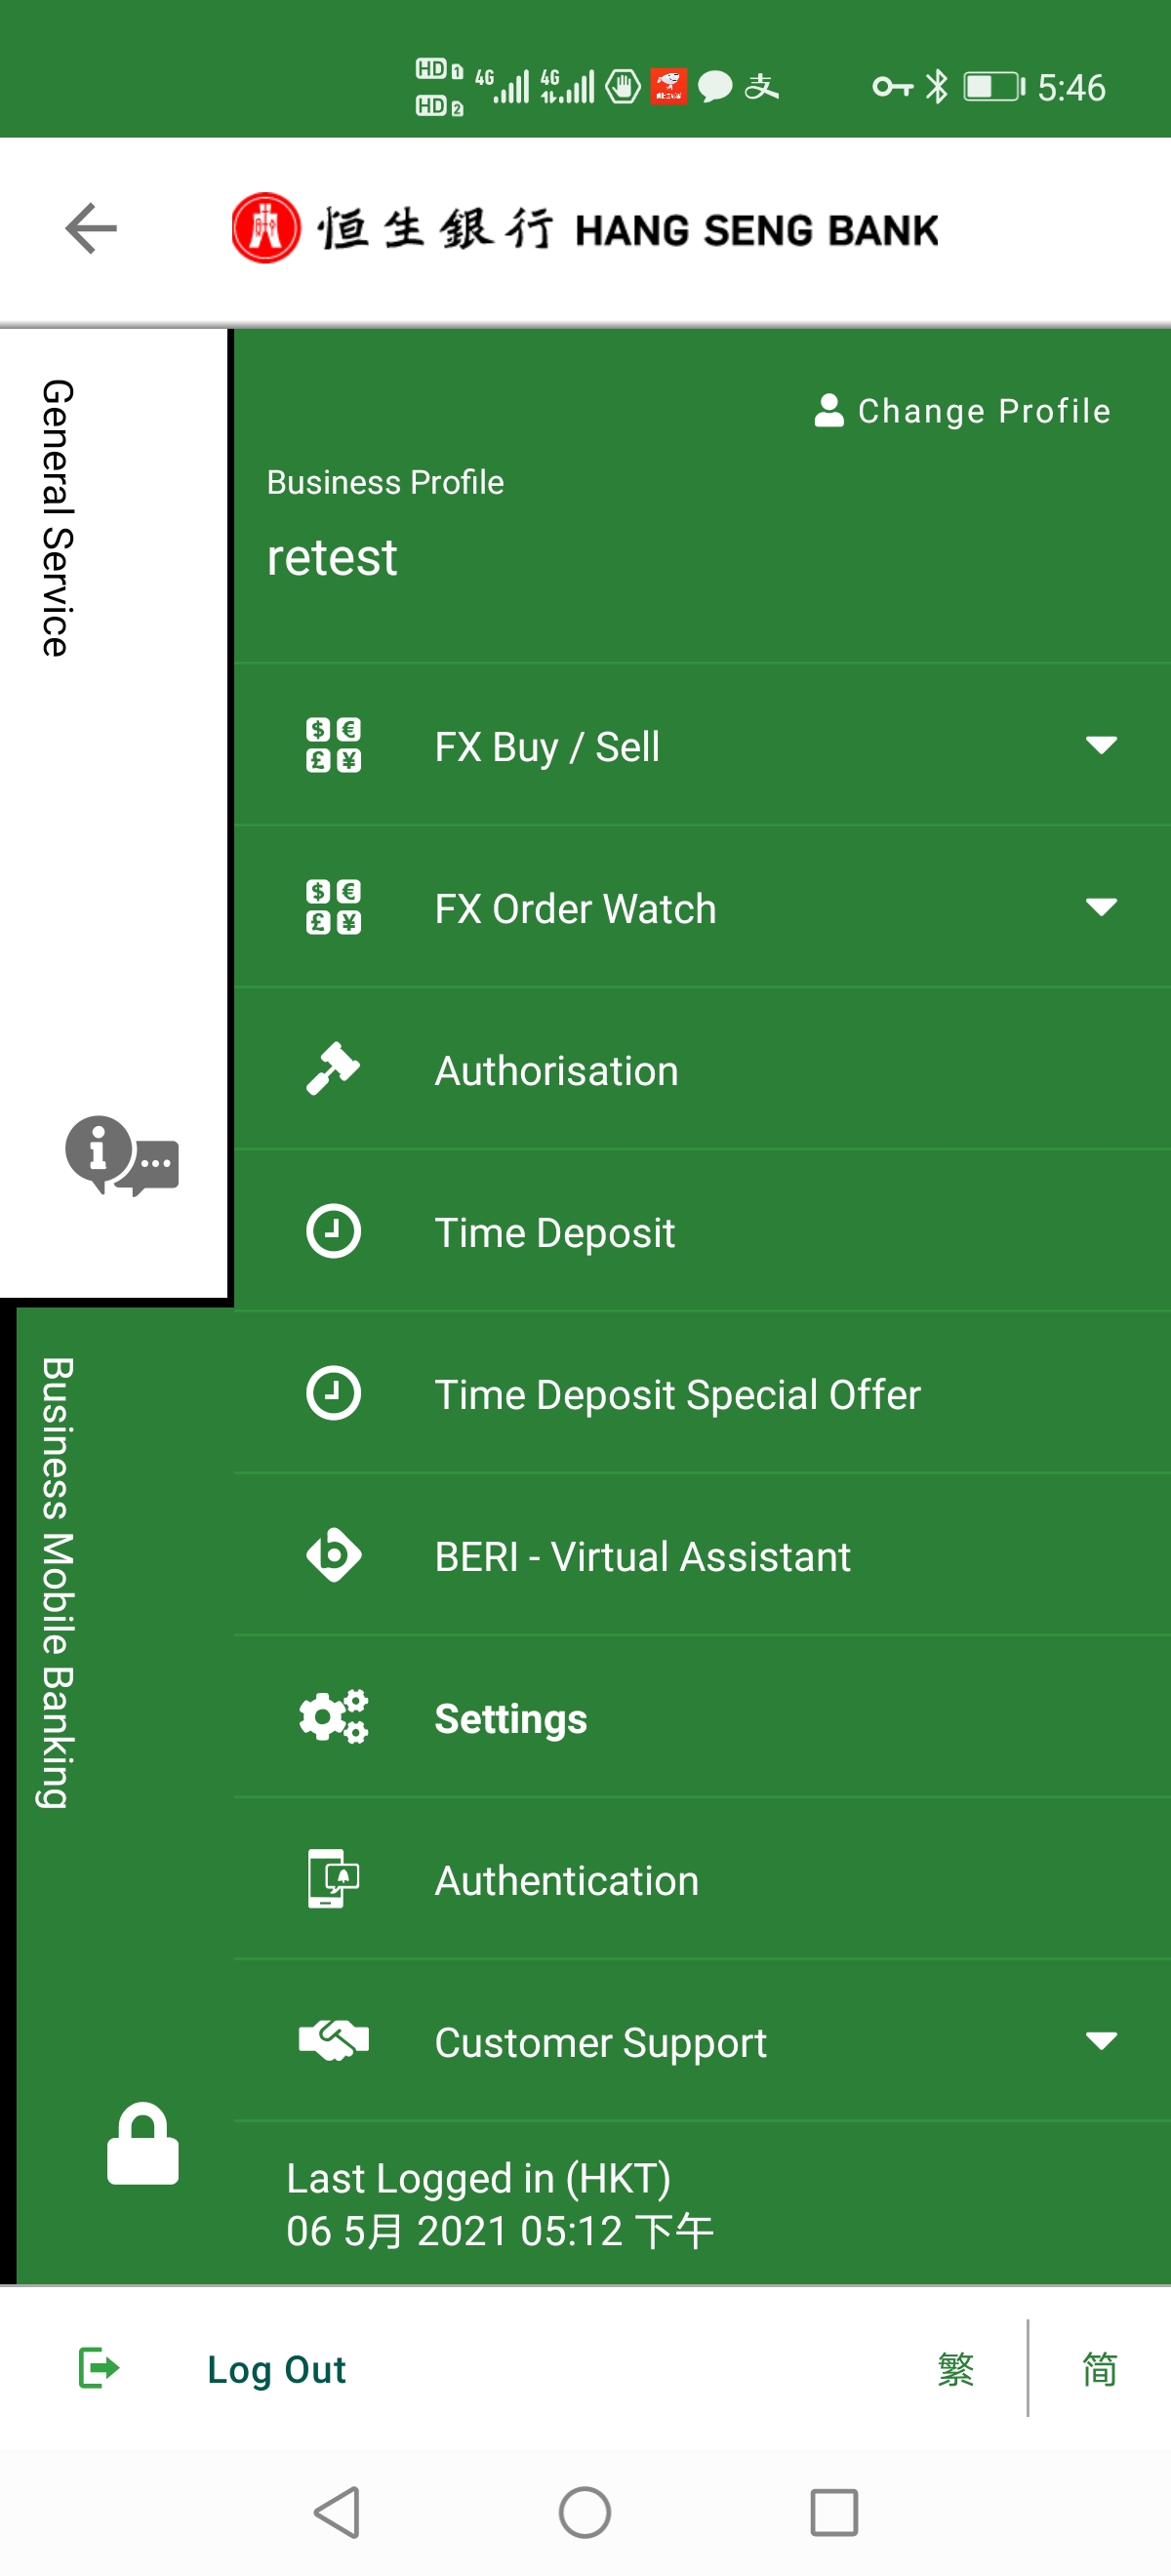 HD 1 4G 4G 支 5:46
HD 2
恒生銀行 HANG SENG BANK
General Service
Change Profile
Business Profile
retest
$ €
£ ¥
FX Buy / Sell
$ €
£ ¥
FX Order Watch
Authorisation
Time Deposit
Time Deposit Special Offer
Business Mobile Banking
BERI - Virtual Assistant
Settings
Authentication
Customer Support
Last Logged in (HKT)
06 5月 2021 05:12 下午
Log Out 繁 简